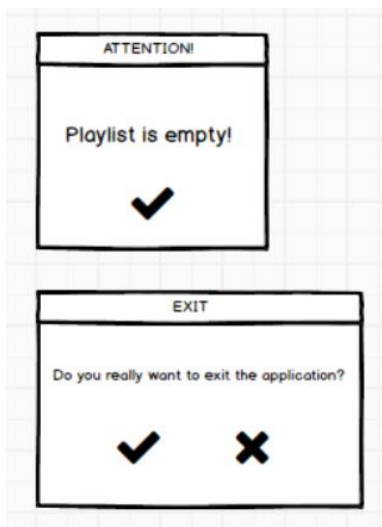 ATTENTION!
Playlist is empty!
EXIT
Do you really want to exit the application?